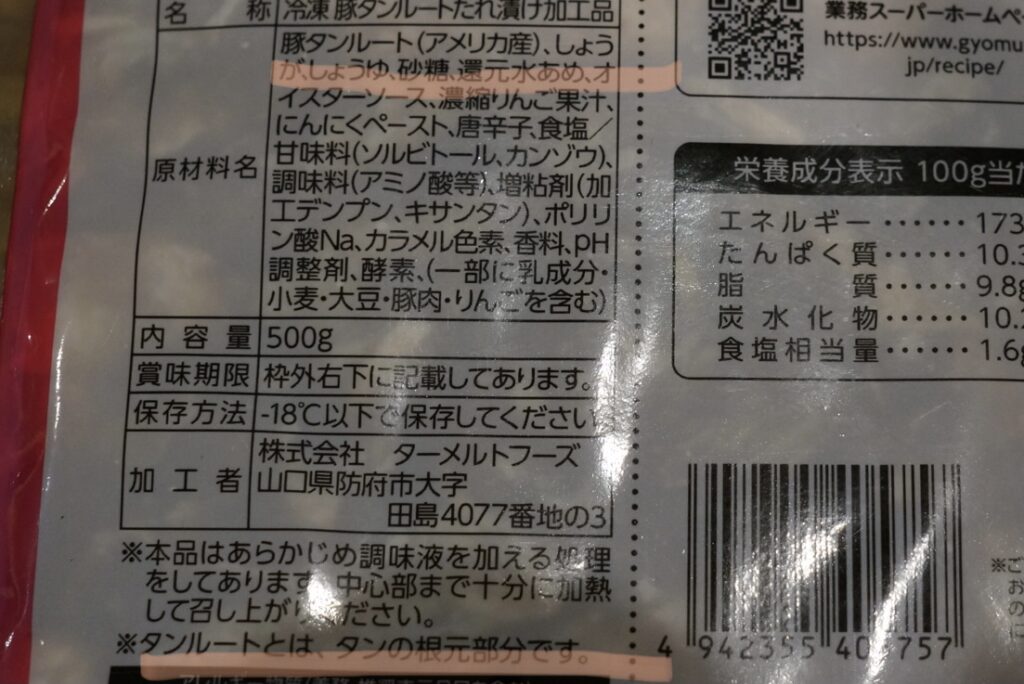 名称 冷凍 豚タンルートたれ漬け加工品
原材料名
豚タンルート(アメリカ産)、しょう
が、しょうゆ、砂糖、還元水あめ、オ
イスターソース、濃縮りんご果汁、
にんにくペースト、唐辛子、食塩/
甘味料(ソルビトール、カンゾウ)、
調味料(アミノ酸等)、増粘剤(加
工デンプン、キサンタン)、ポリリ
ン酸Na、カラメル色素、香料、pH
調整剤、酵素、(一部に乳成分・
小麦・大豆・豚肉・りんごを含む)
内容量 500g
賞味期限 枠外右下に記載してあります。
保存方法 -18℃以下で保存してください
加工者
株式会社 ターメルトフーズ
山口県防府市大字
田島4077番地の3
※本品はあらかじめ調味液を加える処理
をしてあります。中心部まで十分に加熱
して召し上がりください。
※タンルートとは、タンの根元部分です。
業務スーパーホームペ
https://www.gyomu
jp/recipe/
栄養成分表示 100g当た
エネルギー……173
たんぱく質……10.3
脂質……9.8g
炭水化物……10.2
食塩相当量……1.6g
4 942355 40 757
※ご
お
の
に